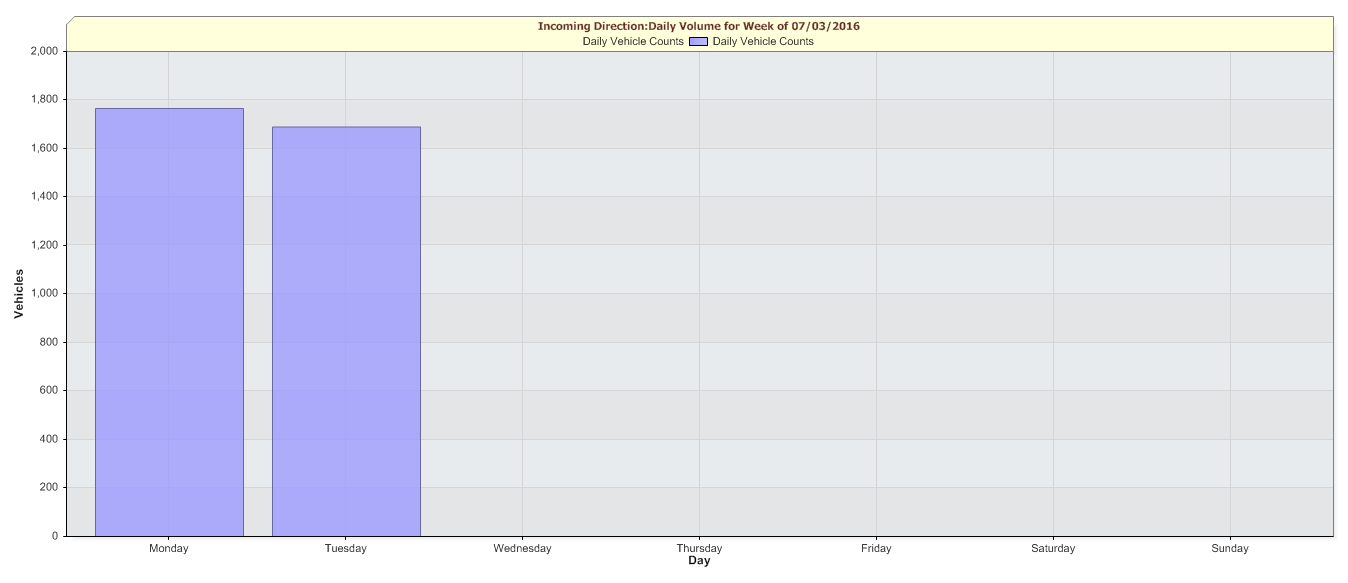 Incoming Direction:Daily Volume for Week of 07/03/2016
Daily Vehicle Counts Daily Vehicle Counts
2,000
1,800
1,600
1,400
1,200
1,000
800
600
400
200
0
Vehicles
Monday Tuesday Wednesday Thursday Friday Saturday Sunday
Day